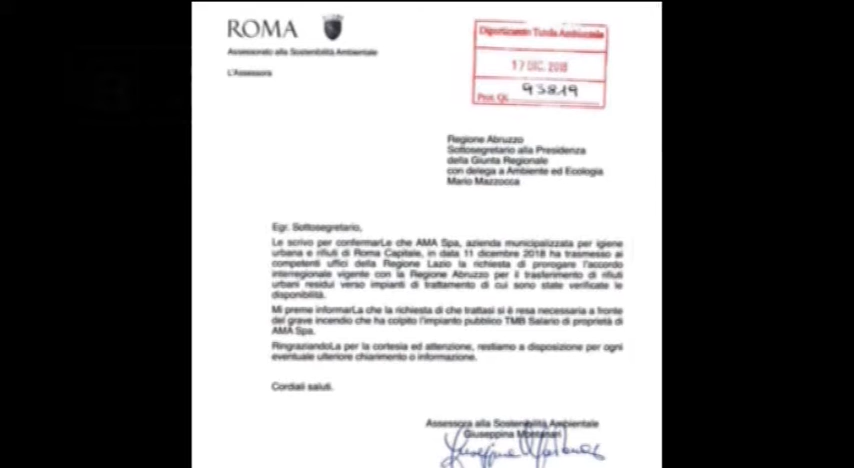 ROMA
Assessorato alla Sostenibilità Ambientale
L'Assessora
Dipartimento Tutela Ambientale
17 DIC. 2018
Prot. QL 93819
Regione Abruzzo
Sottosegretario alla Presidenza
della Giunta Regionale
con delega a Ambiente ed Ecologia
Mario Mazzocca
Egr. Sottosegretario,
Le scrivo per confermarLe che AMA Spa, azienda municipalizzata per igiene
urbana e rifiuti di Roma Capitale, in data 11 dicembre 2018 ha trasmesso ai
competenti uffici della Regione Lazio la richiesta di prorogare l'accordo
interregionale vigente con la Regione Abruzzo per il trasferimento di rifiuti
urbani residui verso impianti di trattamento di cui sono state verificate le
disponibilità.
Mi preme informarLa che la richiesta di che trattasi si è resa necessaria a fronte
del grave incendio che ha colpito l'impianto pubblico TMB Salario di proprietà di
AMA Spa.
RingraziandoLa per la cortesia ed attenzione, restiamo a disposizione per ogni
eventuale ulteriore chiarimento o informazione.
Cordiali saluti.
Assessora alla Sostenibilità Ambientale
Giuseppina Montanari
Giuseppina Montanari